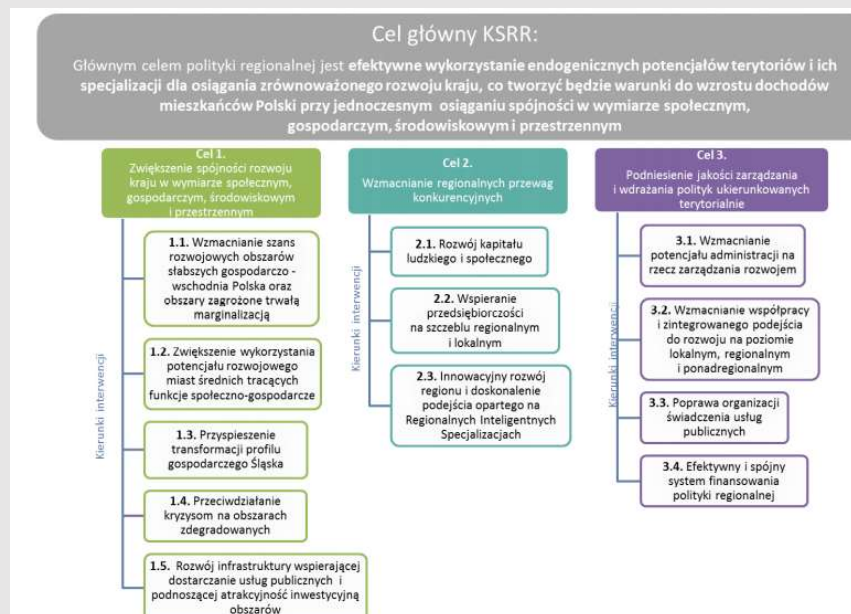 Cel główny KSRR:
Głównym celem polityki regionalnej jest efektywne wykorzystanie endogenicznych potencjałów terytoriów i ich
specjalizacji dla osiągania zrównoważonego rozwoju kraju, co tworzyć będzie warunki do wzrostu dochodów
mieszkańców Polski przy jednoczesnym osiąganiu spójności w wymiarze społecznym,
gospodarczym, środowiskowym i przestrzennym
Cel 1.
Zwiększenie spójności rozwoju
kraju w wymiarze społecznym,
gospodarczym, środowiskowym
i przestrzennym
Kierunki interwencji
1.1. Wzmacnianie szans
rozwojowych obszarów
słabszych gospodarczo -
wschodnia Polska oraz
obszary zagrożone trwałą
marginalizacją
1.2. Zwiększenie wykorzystania
potencjału rozwojowego
miast średnich tracących
funkcje społeczno-gospodarcze
1.3. Przyspieszenie
transformacji profilu
gospodarczego Śląska
1.4. Przeciwdziałanie
kryzysom na obszarach
zdegradowanych
1.5. Rozwój infrastruktury wspierającej
dostarczanie usług publicznych i
podnoszącej atrakcyjność inwestycyjną
obszarów
Cel 2.
Wzmacnianie regionalnych przewag
konkurencyjnych
Kierunki interwencji
2.1. Rozwój kapitału
ludzkiego i społecznego
2.2. Wspieranie
przedsiębiorczości
na szczeblu regionalnym
i lokalnym
2.3. Innowacyjny rozwój
regionu i doskonalenie
podejścia opartego na
Regionalnych Inteligentnych
Specjalizacjach
Cel 3.
Podniesienie jakości zarządzania
i wdrażania polityk ukierunkowanych
terytorialnie
Kierunki interwencji
3.1. Wzmacnianie
potencjału administracji na
rzecz zarządzania rozwojem
3.2. Wzmacnianie współpracy
i zintegrowanego podejścia
do rozwoju na poziomie
lokalnym, regionalnym
i ponadregionalnym
3.3. Poprawa organizacji
świadczenia usług
publicznych
3.4. Efektywny i spójny
system finansowania
polityki regionalnej